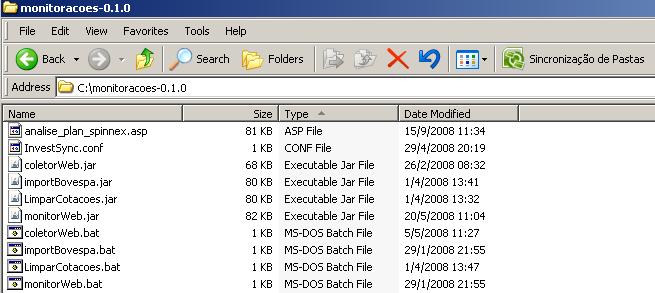 monitoracoes-0.1.0
File Edit View Favorites Tools Help
Back Search Folders Sincronização de Pastas
Address C:\monitoracoes-0.1.0
Name Size Type Date Modified
analise_plan_spinnex.asp 81 KB ASP File 15/9/2008 11:34
InvestSync.conf 1 KB CONF File 29/4/2008 20:19
coletorWeb.jar 68 KB Executable Jar File 26/2/2008 08:32
importBovespa.jar 80 KB Executable Jar File 1/4/2008 13:41
LimparCotacoes.jar 80 KB Executable Jar File 1/4/2008 13:32
monitorWeb.jar 82 KB Executable Jar File 20/5/2008 11:04
coletorWeb.bat 1 KB MS-DOS Batch File 5/5/2008 11:27
importBovespa.bat 1 KB MS-DOS Batch File 29/1/2008 21:55
LimparCotacoes.bat 1 KB MS-DOS Batch File 1/4/2008 13:47
monitorWeb.bat 1 KB MS-DOS Batch File 29/1/2008 21:55